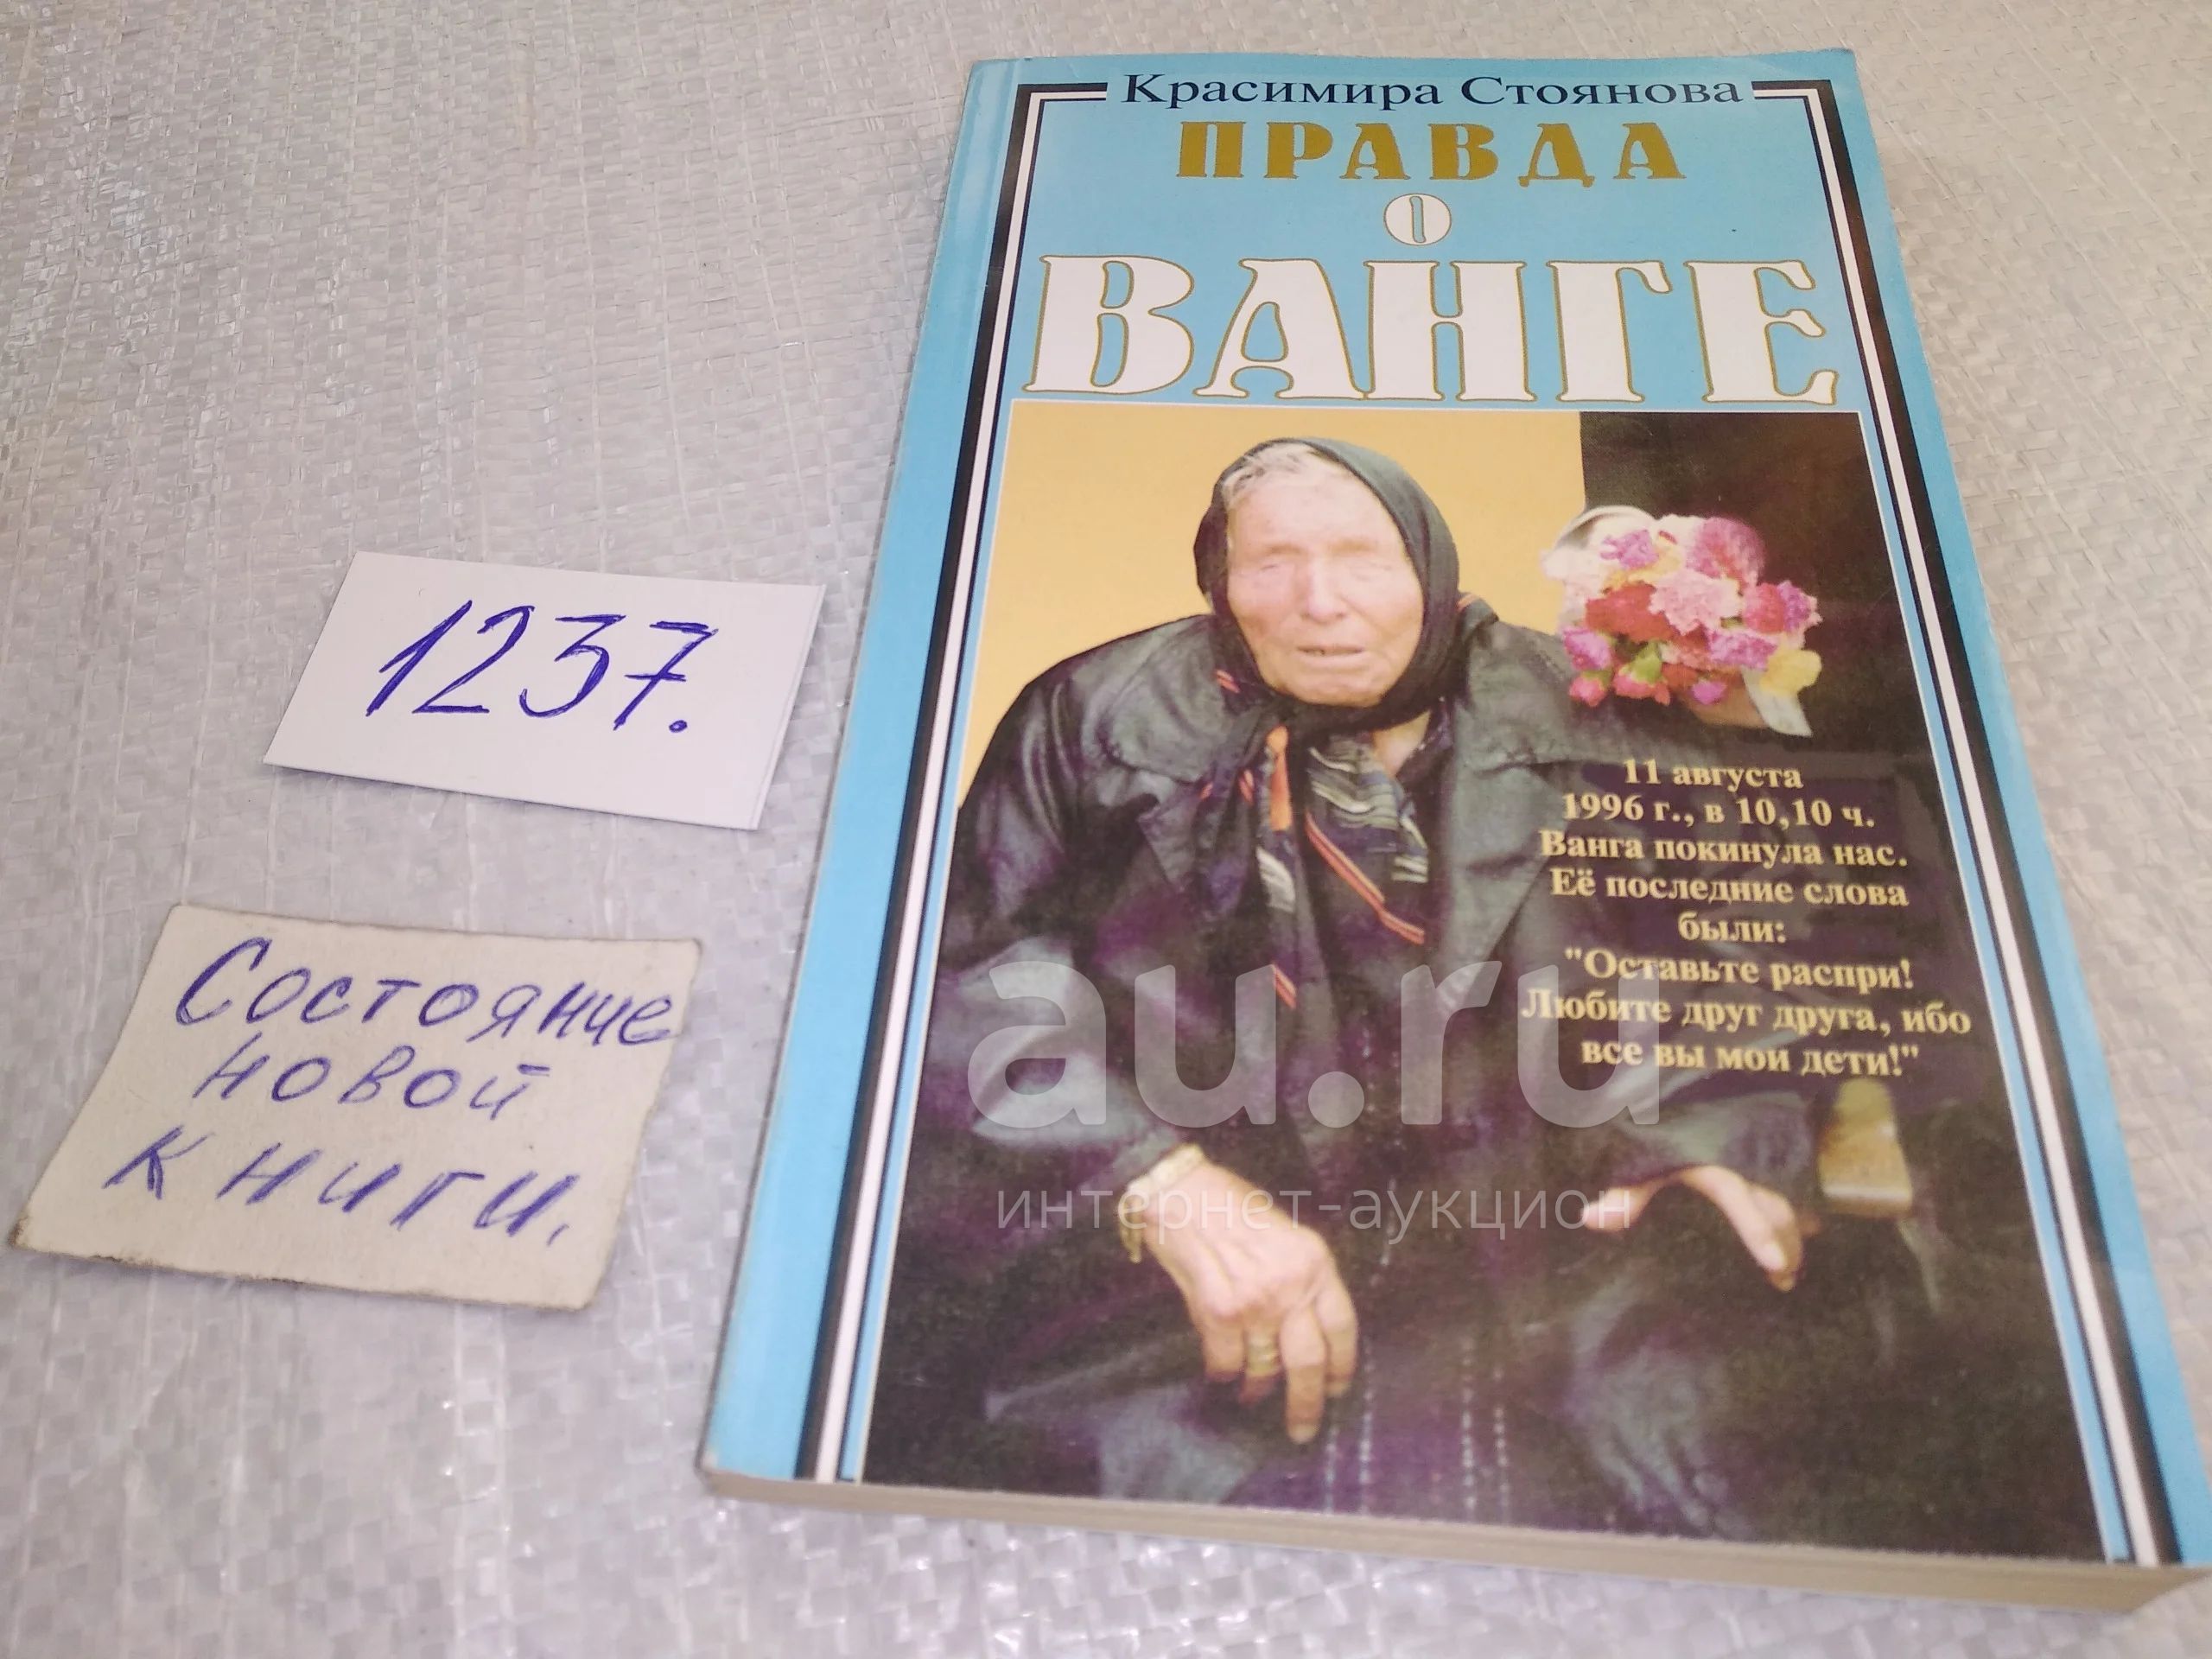 Красимира Стоянова
ПРАВДА
О
ВАНГЕ
11 августа
1996 г., в 10,10 ч.
Ванга покинула нас.
Её последние слова
были:
"Оставьте распри!
Любите друг друга, ибо
все вы мои дети!"
1237.
Состояние
новой
книги.
au.ru
интернет-аукцион